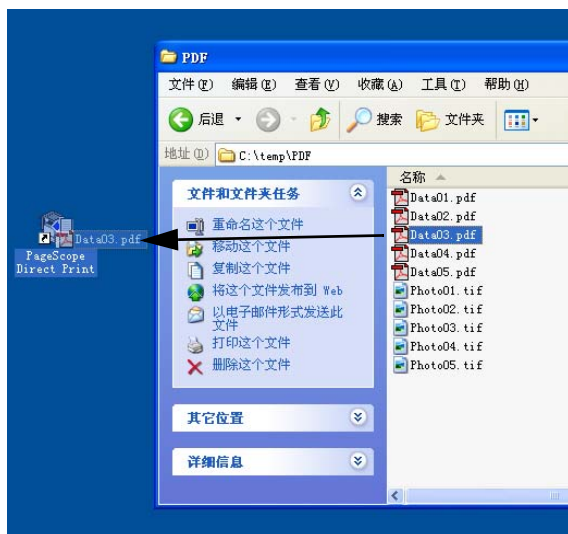 PDF
文件(F) 编辑(E) 查看(V) 收藏(A) 工具(T) 帮助(H)
后退 搜索 文件夹
地址(D) C:\temp\PDF
名称
文件和文件夹任务
重命名这个文件
移动这个文件
复制这个文件
将这个文件发布到 Web
以电子邮件形式发送此
文件
打印这个文件
删除这个文件
其它位置
详细信息
Data01.pdf
Data02.pdf
Data03.pdf
Data04.pdf
Data05.pdf
Photo01.tif
Photo02.tif
Photo03.tif
Photo04.tif
Photo05.tif
Data03.pdf
PageScope
Direct Print